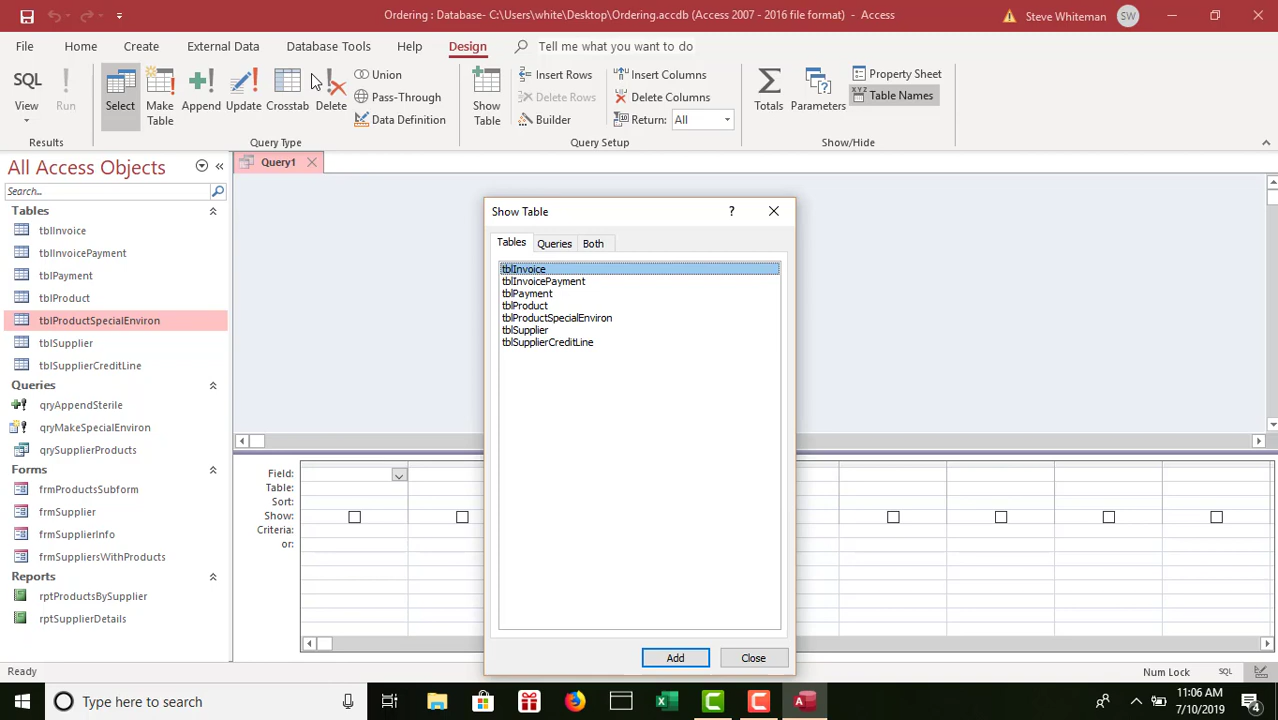 Ordering : Database- C:\Users\white\Desktop\Ordering.accdb (Access 2007 - 2016 file format) - Access
Steve Whiteman
SW
File Home Create External Data Database Tools Help Design Tell me what you want to do
SQL
View
Run
Results
Select
Make
Table
Append
Update
Crosstab
Delete
Union
Pass-Through
Data Definition
Query Type
Show
Table
Insert Rows
Delete Rows
Builder
Insert Columns
Delete Columns
Return: All
Query Setup
Totals
Parameters
Property Sheet
XYZ Table Names
Show/Hide
All Access Objects
Search...
Tables
tblInvoice
tblInvoicePayment
tblPayment
tblProduct
tblProductSpecialEnviron
tblSupplier
tblSupplierCreditLine
Queries
qryAppendSterile
qryMakeSpecialEnviron
qrySupplierProducts
Forms
frmProductsSubform
frmSupplier
frmSupplierInfo
frmSuppliersWithProducts
Reports
rptProductsBySupplier
rptSupplierDetails
Query1
Show Table
?
Tables Queries Both
tblInvoice
tblInvoicePayment
tblPayment
tblProduct
tblProductSpecialEnviron
tblSupplier
tblSupplierCreditLine
Add Close
Field:
Table:
Sort:
Show:
Criteria:
or:
Ready
Num Lock
SQL
Type here to search
11:06 AM
7/10/2019
4